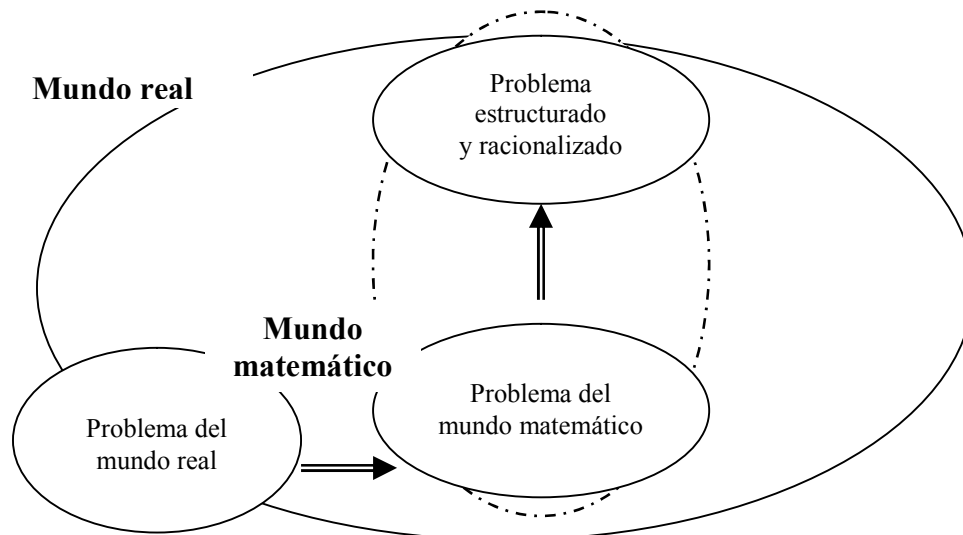 Mundo real
Problema
estructurado
y racionalizado
Mundo
matemático
Problema del
mundo matemático
Problema del
mundo real